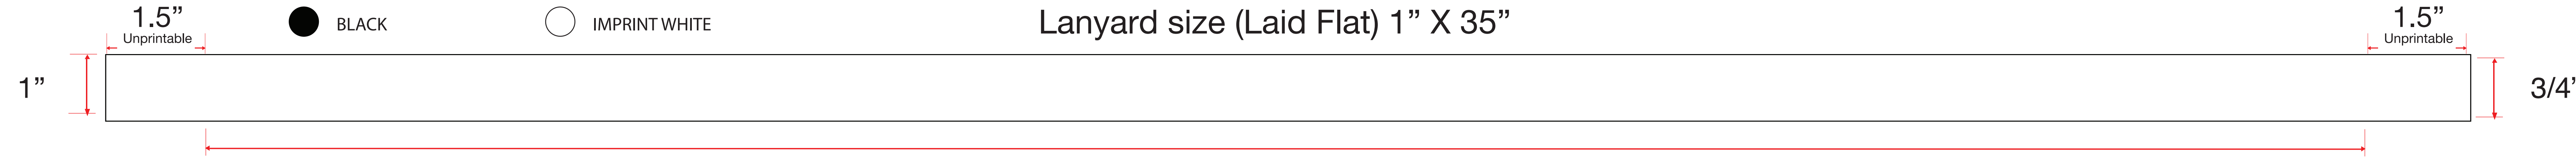 1.5”
Unprintable
BLACK
IMPRINT WHITE
Lanyard size (Laid Flat) 1” X 35”
1.5”
Unprintable
1”
3/4”